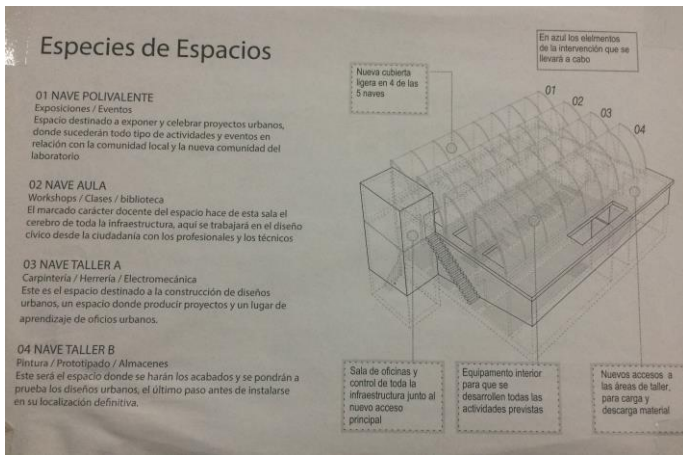 Especies de Espacios
01 NAVE POLIVALENTE
Exposiciones / Eventos
Espacio destinado a exponer y celebrar proyectos urbanos,
donde sucederán todo tipo de actividades y eventos en
relación con la comunidad local y la nueva comunidad del
laboratorio
02 NAVE AULA
Workshops / Clases / biblioteca
El marcado carácter docente del espacio hace de esta sala el
cerebro de toda la infraestructura, aqui se trabajará en el diseño
cívico desde la ciudadanía con los profesionales y los técnicos
03 NAVE TALLER A
Carpintería / Herrería / Electromecánica
Este es el espacio destinado a la construcción de diseños
urbanos, un espacio donde producir proyectos y un lugar de
aprendizaje de oficios urbanos.
04 NAVE TALLER B
Pintura / Prototipado / Almacenes
Este será el espacio donde se harán los acabados y se pondrán a
prueba los diseños urbanos, el último paso antes de instalarse
en su localización definitiva.
En azul los eletmentos
de la intervención que se
llevará a cabo
Nueva cubierta
ligera en 4 de las
5 naves
01
02
03
04
Sala de oficinas y
control de toda la
infraestructura junto al
nuevo acceso
principal
Equipamento interior
para que se
desarrollen todas las
actividades previstas
Nuevos accesos a
las áreas de taller,
para carga y
descarga material